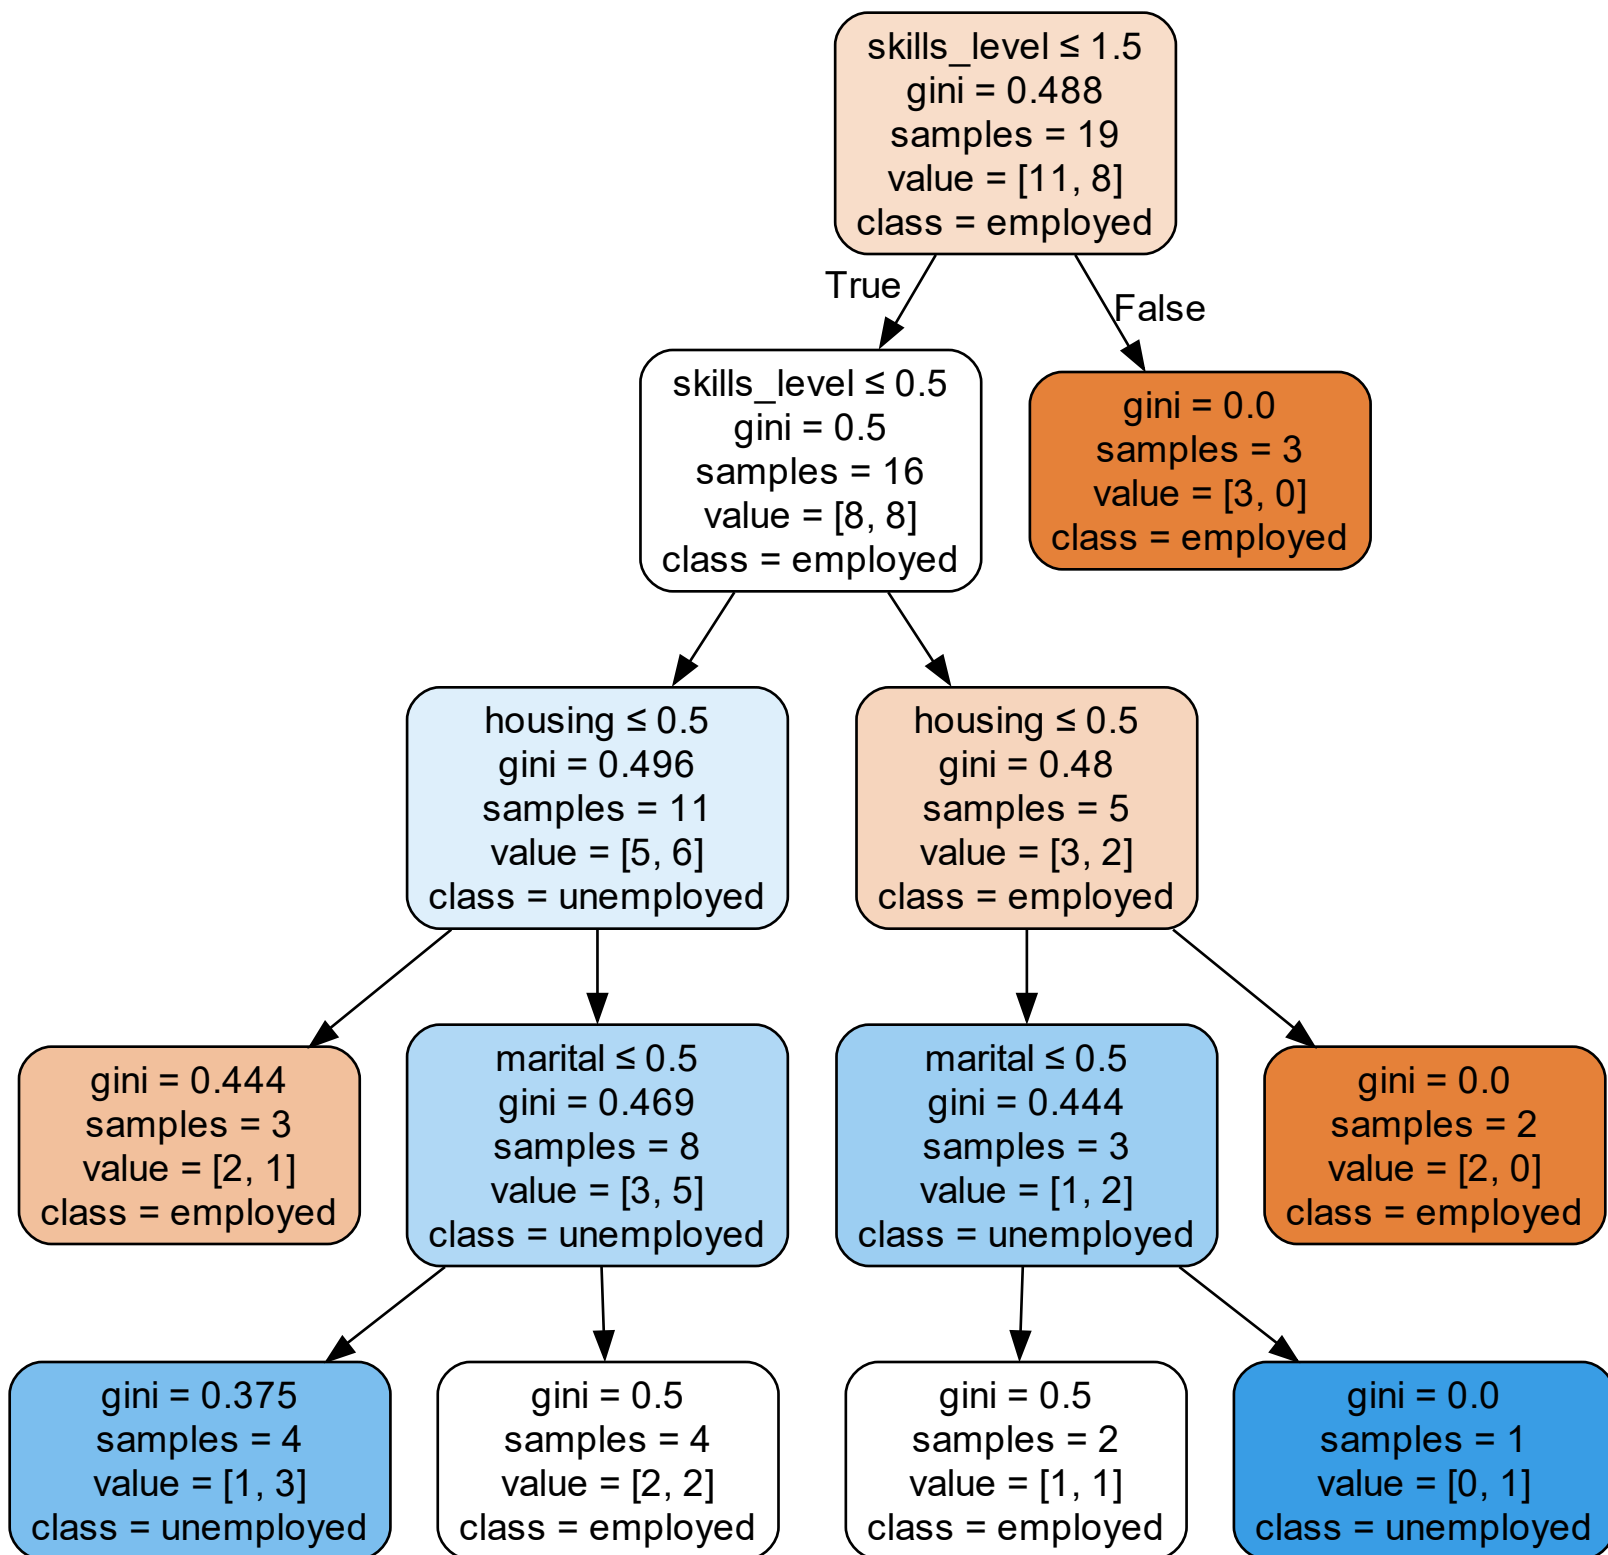 skills_level ≤ 1.5
gini = 0.488
samples = 19
value = [11, 8]
class = employed
True
False
skills_level ≤ 0.5
gini = 0.5
samples = 16
value = [8, 8]
class = employed
gini = 0.0
samples = 3
value = [3, 0]
class = employed
housing ≤ 0.5
gini = 0.496
samples = 11
value = [5, 6]
class = unemployed
housing ≤ 0.5
gini = 0.48
samples = 5
value = [3, 2]
class = employed
gini = 0.444
samples = 3
value = [2, 1]
class = employed
marital ≤ 0.5
gini = 0.469
samples = 8
value = [3, 5]
class = unemployed
marital ≤ 0.5
gini = 0.444
samples = 3
value = [1, 2]
class = unemployed
gini = 0.0
samples = 2
value = [2, 0]
class = employed
gini = 0.375
samples = 4
value = [1, 3]
class = unemployed
gini = 0.5
samples = 4
value = [2, 2]
class = employed
gini = 0.5
samples = 2
value = [1, 1]
class = employed
gini = 0.0
samples = 1
value = [0, 1]
class = unemployed